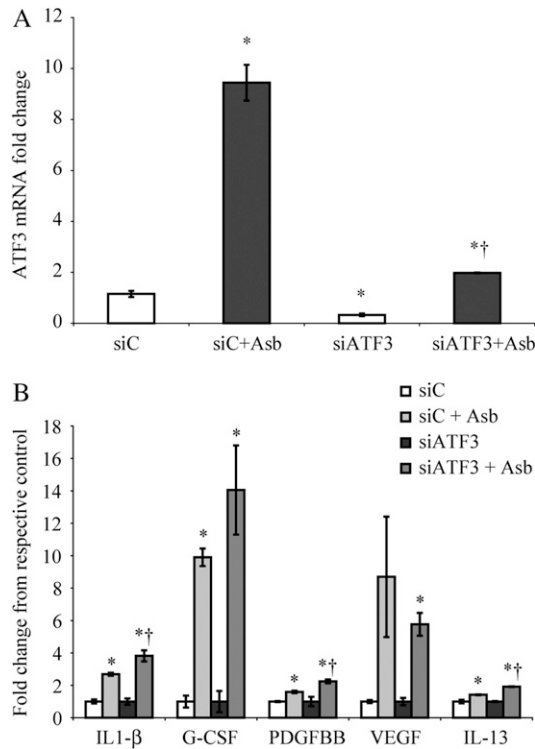 A
ATF3 mRNA fold change
12
10
8
6
4
2
0
*
*
*†
siC
siC+Asb
siATF3
siATF3+Asb
B
Fold change from respective control
18
16
14
12
10
8
6
4
2
0
siC
siC + Asb
siATF3
siATF3 + Asb
*
*†
*
*
*
*†
*
*
*†
IL1-β
G-CSF
PDGFBB
VEGF
IL-13